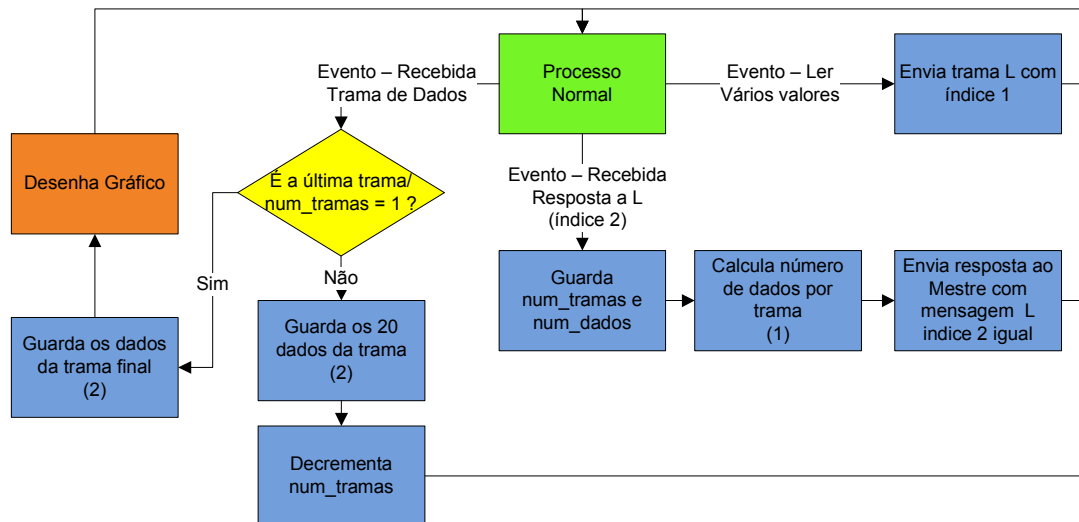 Evento – Recebida
Trama de Dados
Processo
Normal
Evento – Ler
Vários valores
Envia trama L com
índice 1
Desenha Gráfico
É a última trama/
num_tramas = 1 ?
Evento – Recebida
Resposta a L
(índice 2)
Sim
Não
Guarda
num_tramas e
num_dados
Calcula número
de dados por
trama
(1)
Envia resposta ao
Mestre com
mensagem L
indice 2 igual
Guarda os dados
da trama final
(2)
Guarda os 20
dados da trama
(2)
Decrementa
num_tramas